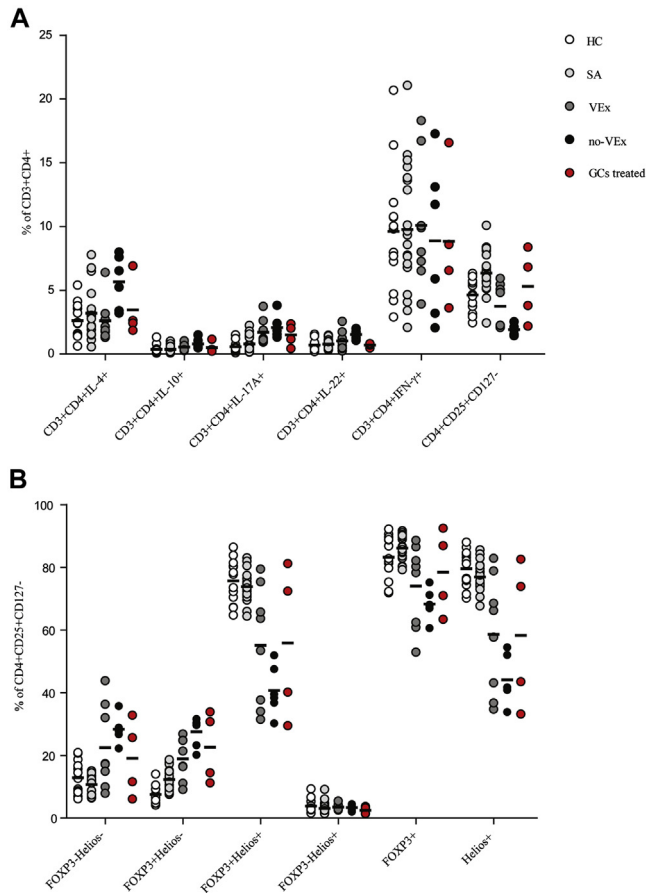 A
25
20
15
10
5
0
% of CD3+CD4+
HC
SA
VEx
no-VEx
GCs treated
CD3+CD4+IL-4+
CD3+CD4+IL-10+
CD3+CD4+IL-17A+
CD3+CD4+IL-22+
CD3+CD4+IFN-γ+
CD4+CD25+CD127-
B
100
80
60
40
20
0
% of CD4+CD25+CD127-
FOXP3-Helios-
FOXP3+Helios-
FOXP3+Helios+
FOXP3-Helios+
FOXP3+
Helios+